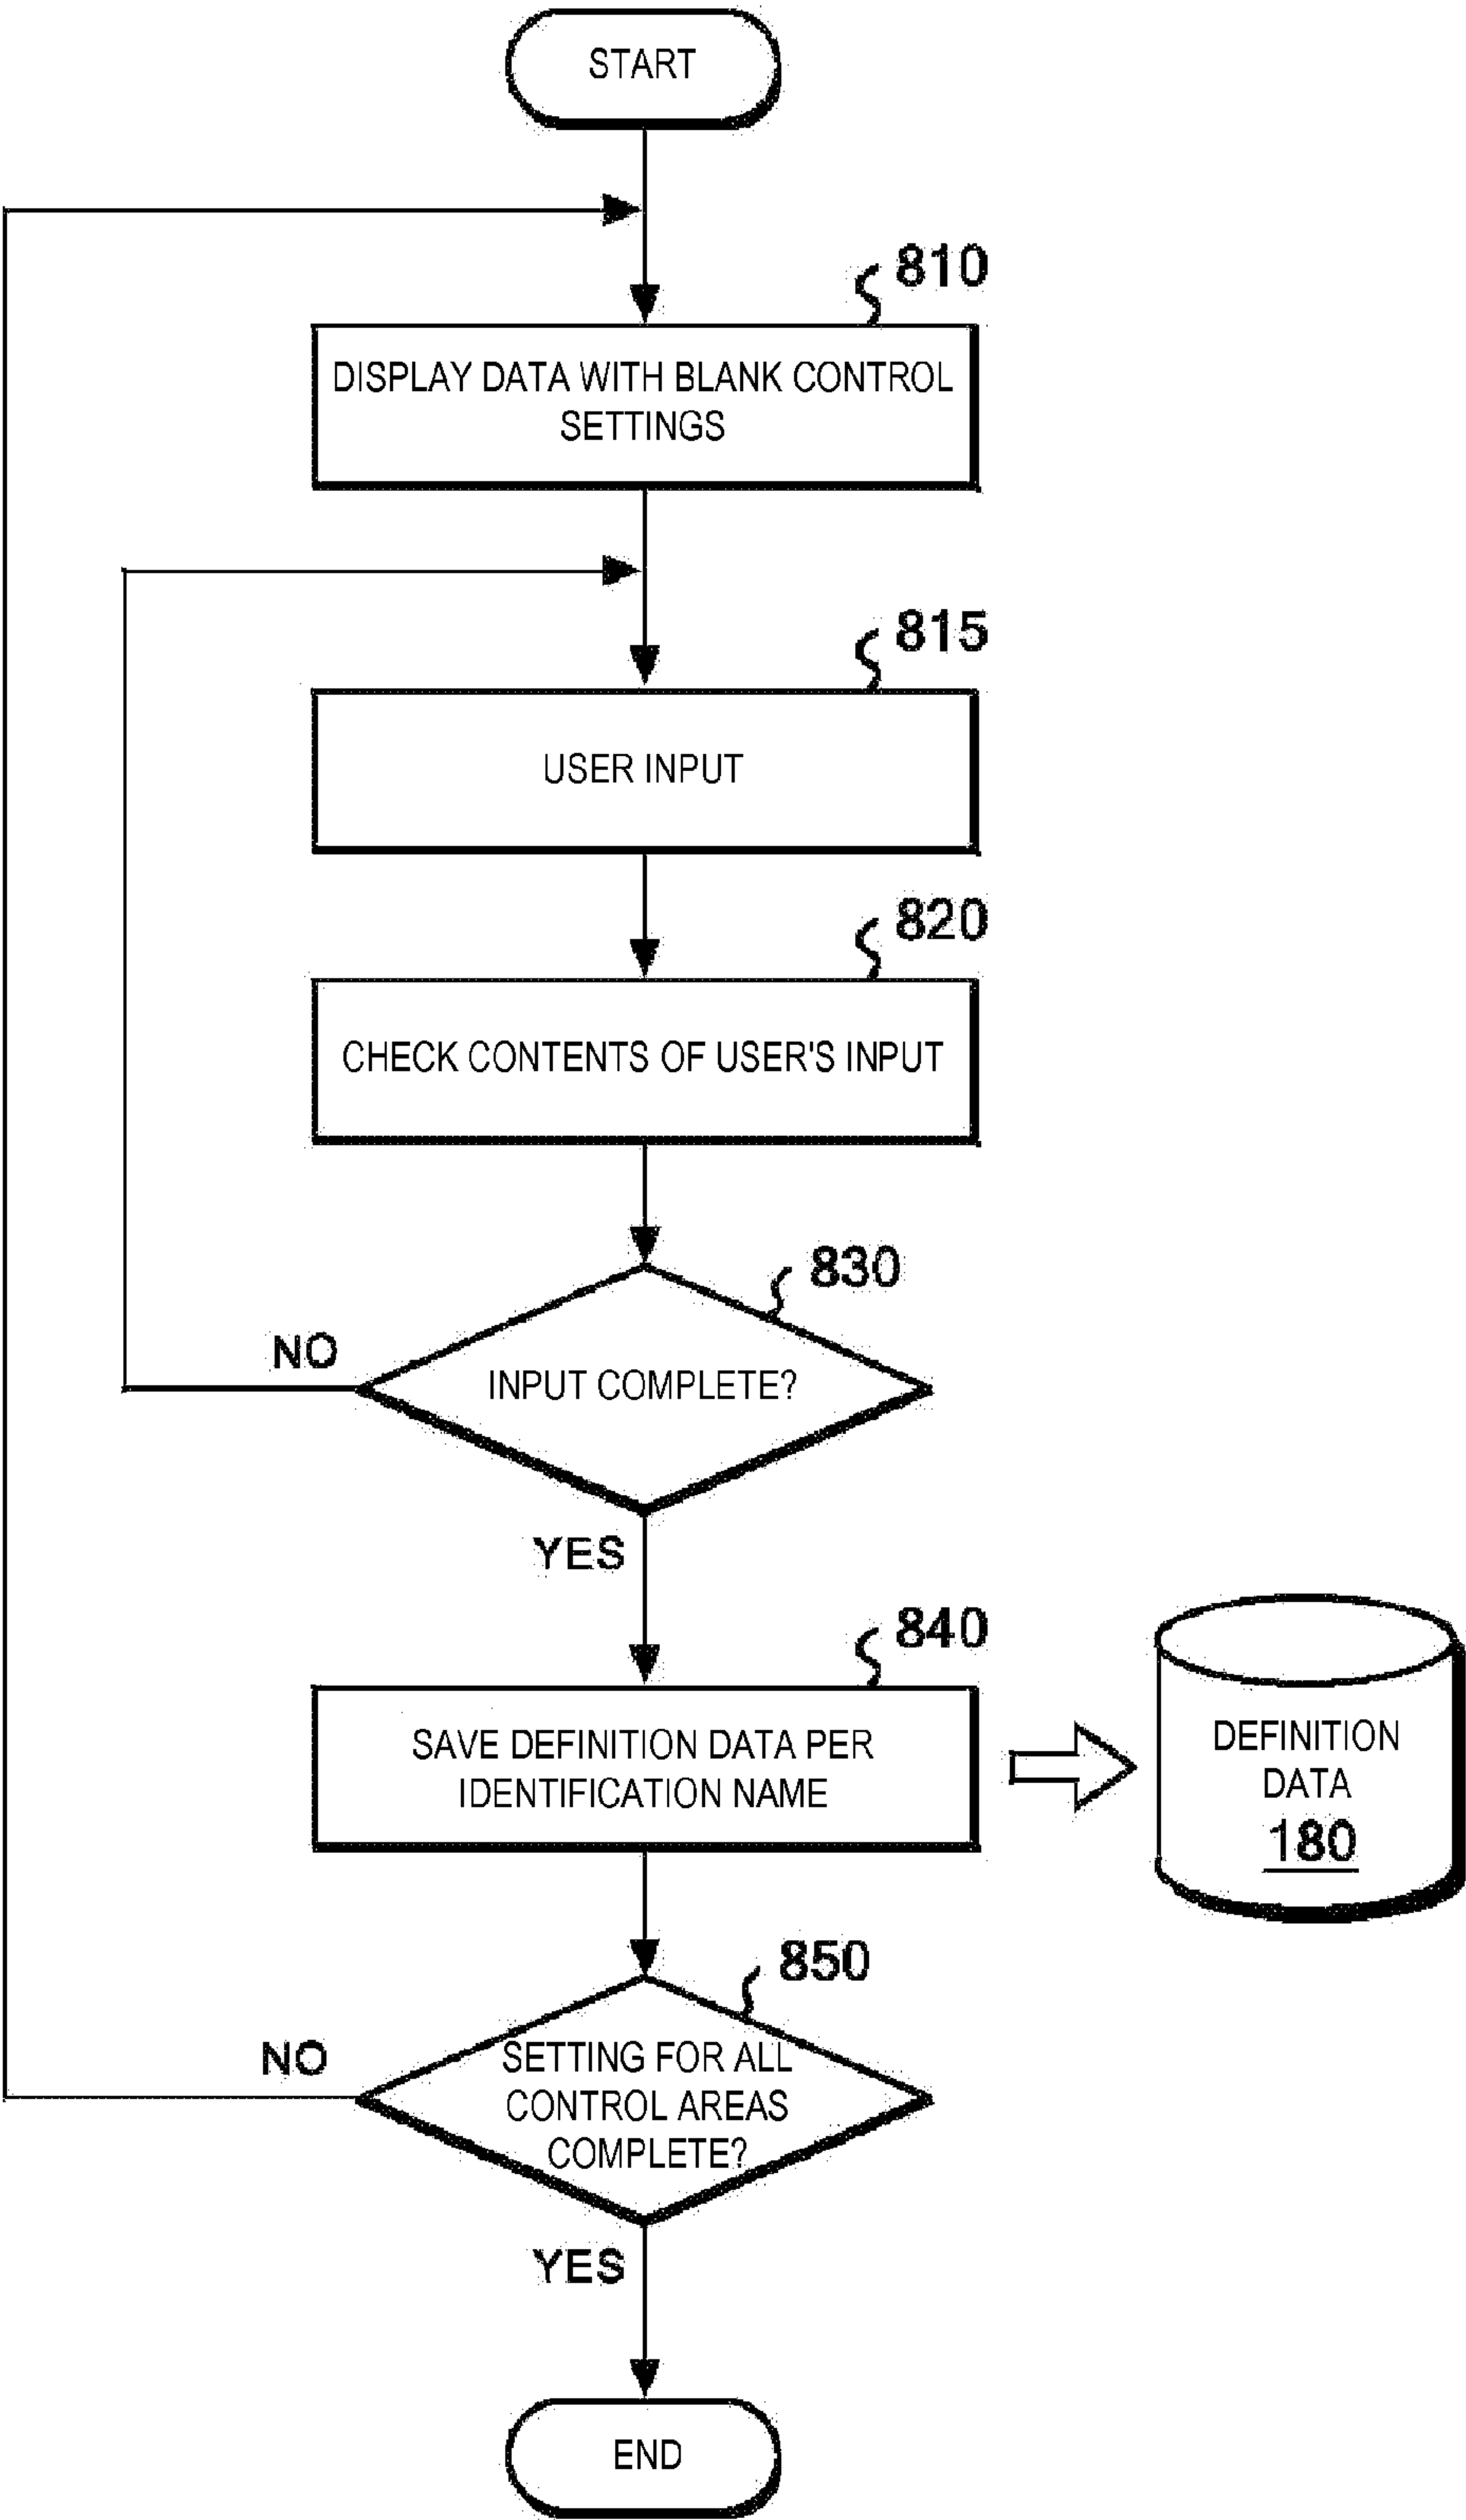 START
810
DISPLAY DATA WITH BLANK CONTROL
SETTINGS
815
USER INPUT
820
CHECK CONTENTS OF USER'S INPUT
830
NO
INPUT COMPLETE?
YES
840
SAVE DEFINITION DATA PER
IDENTIFICATION NAME
DEFINITION
DATA
180
850
NO
SETTING FOR ALL
CONTROL AREAS
COMPLETE?
YES
END